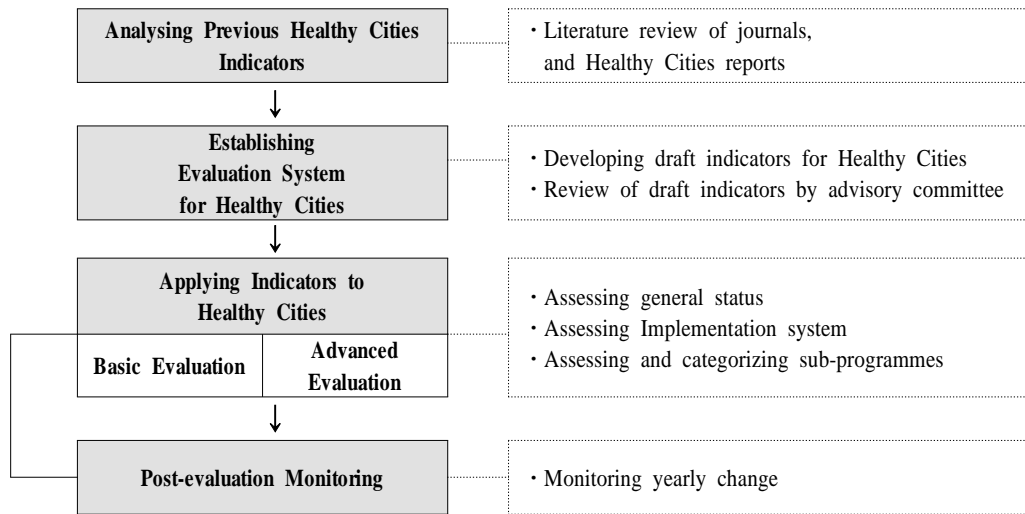 Analysing Previous Healthy Cities
Indicators
・Literature review of journals,
and Healthy Cities reports
Establishing
Evaluation System
for Healthy Cities
・Developing draft indicators for Healthy Cities
・Review of draft indicators by advisory committee
Applying Indicators to
Healthy Cities
Basic Evaluation
Advanced
Evaluation
・Assessing general status
・Assessing Implementation system
・Assessing and categorizing sub-programmes
Post-evaluation Monitoring
・Monitoring yearly change